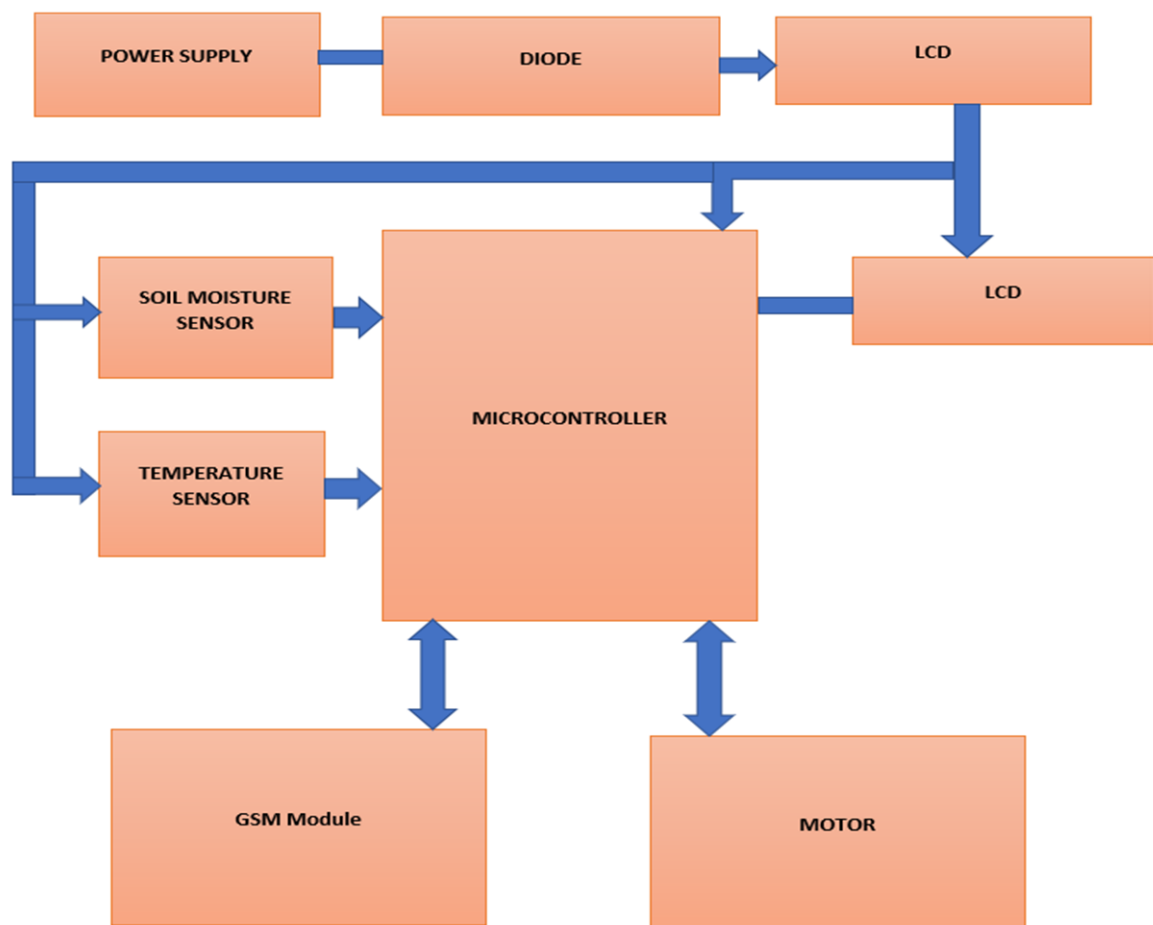 POWER SUPPLY
DIODE
LCD
SOIL MOISTURE
SENSOR
LCD
MICROCONTROLLER
TEMPERATURE
SENSOR
GSM Module
MOTOR